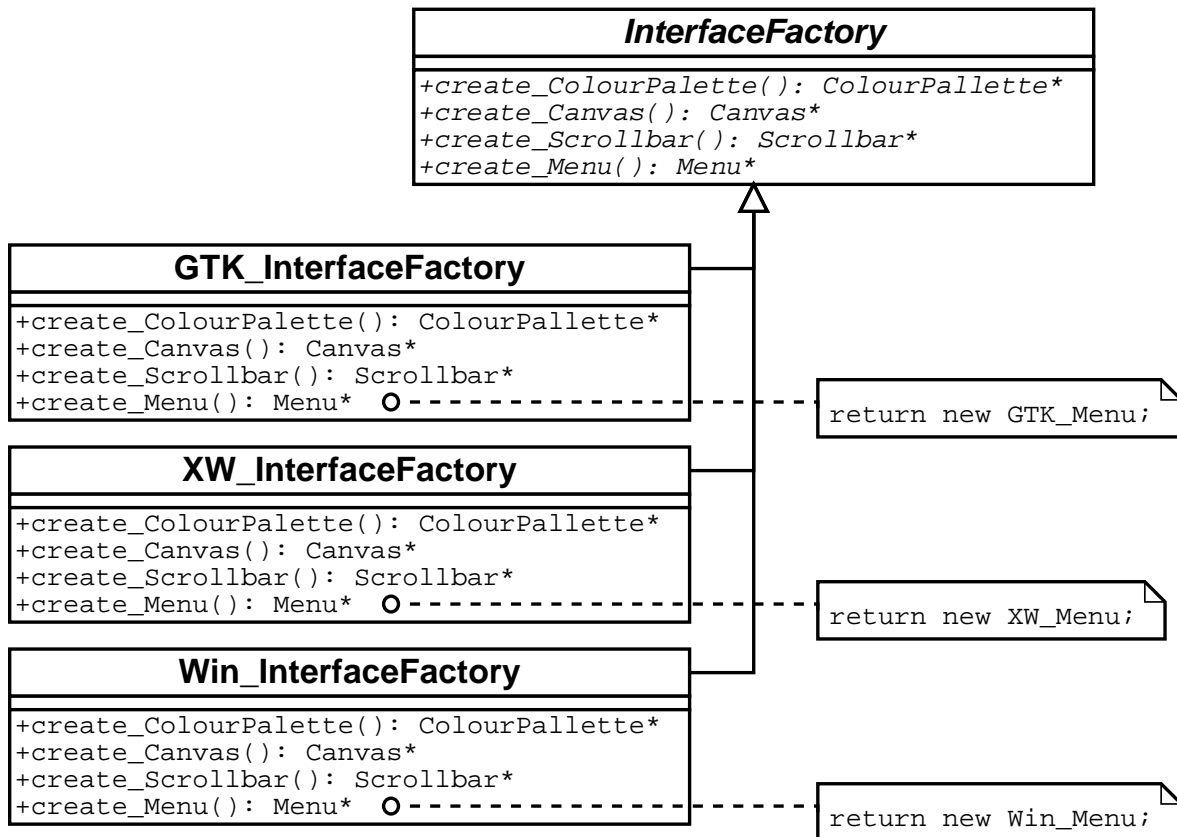 InterfaceFactory
+create_ColourPalette(): ColourPallette*
+create_Canvas(): Canvas*
+create_Scrollbar(): Scrollbar*
+create_Menu(): Menu*
GTK_InterfaceFactory
+create_ColourPalette(): ColourPallette*
+create_Canvas(): Canvas*
+create_Scrollbar(): Scrollbar*
+create_Menu(): Menu*
return new GTK_Menu;
XW_InterfaceFactory
+create_ColourPalette(): ColourPallette*
+create_Canvas(): Canvas*
+create_Scrollbar(): Scrollbar*
+create_Menu(): Menu*
return new XW_Menu;
Win_InterfaceFactory
+create_ColourPalette(): ColourPallette*
+create_Canvas(): Canvas*
+create_Scrollbar(): Scrollbar*
+create_Menu(): Menu*
return new Win_Menu;